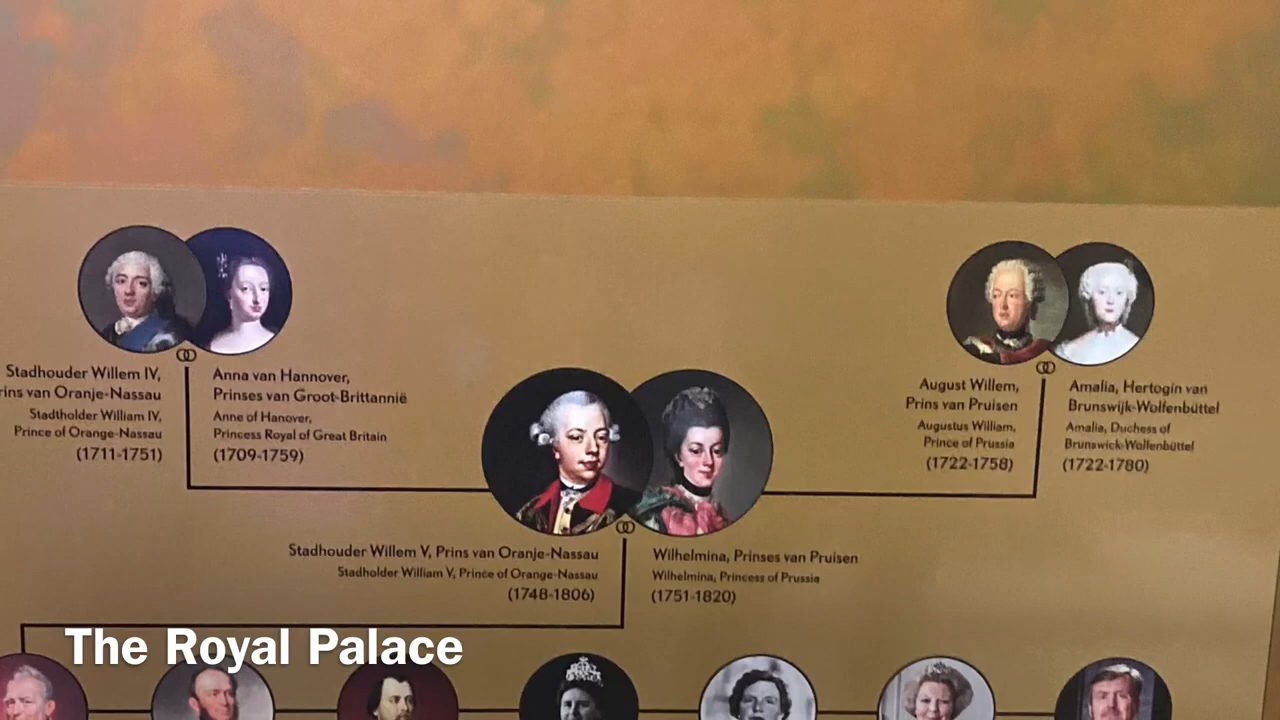 Stadhouder Willem IV,
rins van Oranje-Nassau
Stadtholder William IV,
Prince of Orange-Nassau
(1711-1751)
Anna van Hannover,
Prinses van Groot-Brittannië
Anne of Hanover,
Princess Royal of Great Britain
(1709-1759)
August Willem,
Prins van Pruisen
Augustus William,
Prince of Prussia
(1722-1758)
Amalia, Hertogin van
Brunswijk-Wolfenbüttel
Amalia, Duchess of
Brunswick-Wolfenbüttel
(1722-1780)
Stadhouder Willem V, Prins van Oranje-Nassau
Stadholder William V, Prince of Orange-Nassau
(1748-1806)
Wilhelmina, Prinses van Pruisen
Wilhelmina, Princess of Prussia
(1751-1820)
The Royal Palace